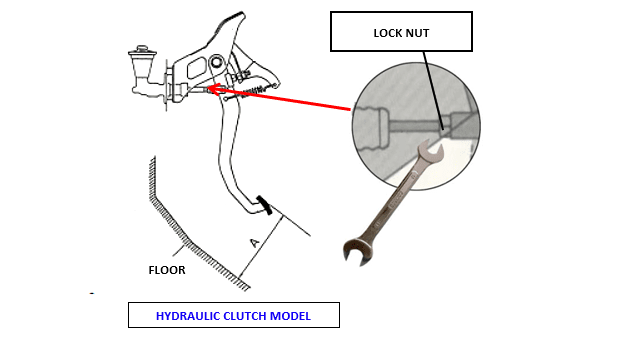 LOCK NUT
A
FLOOR
HYDRAULIC CLUTCH MODEL